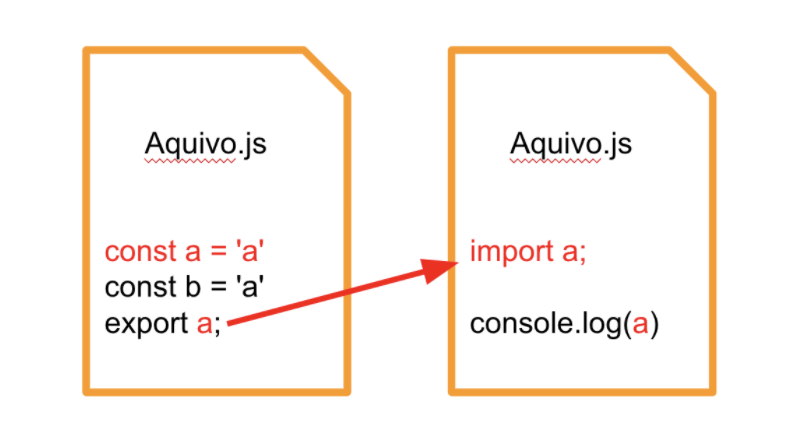 Aquivo.js
const a = 'a'
const b = 'a'
export a;
Aquivo.js
import a;
console.log(a)